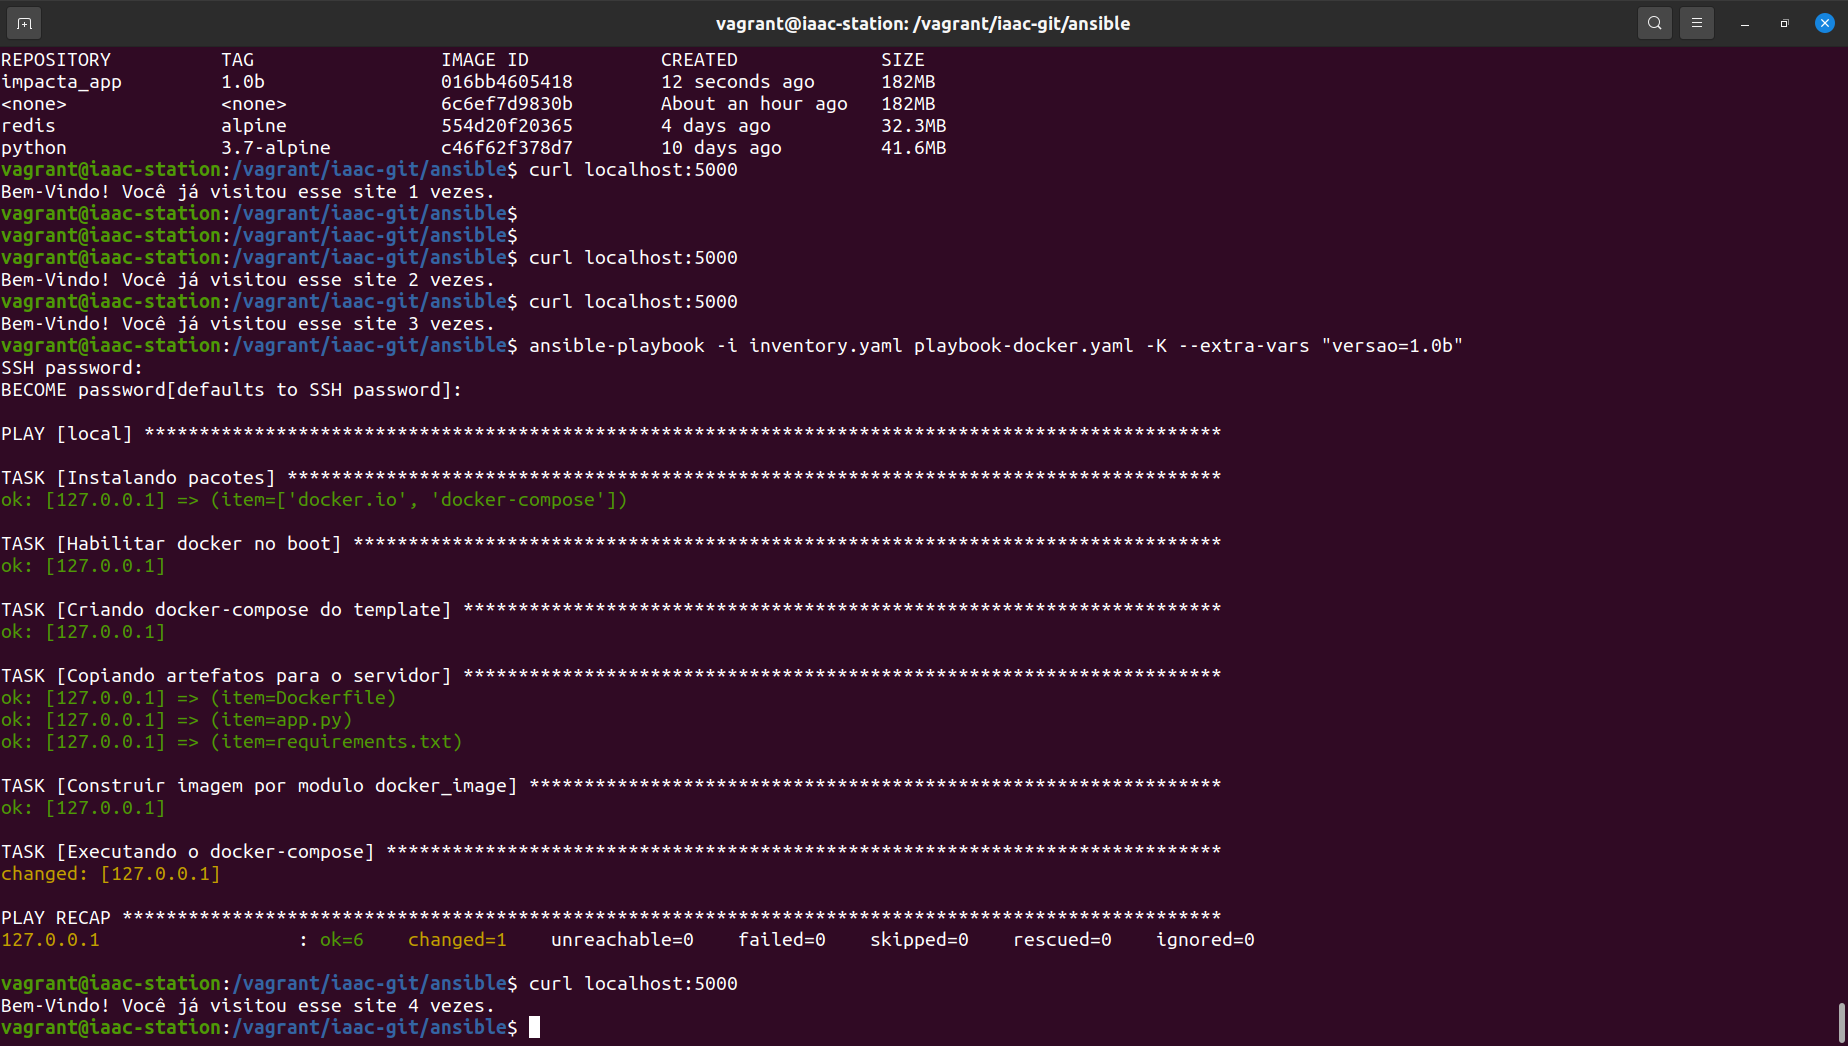 vagrant@iaac-station: /vagrant/iaac-git/ansible
REPOSITORY          TAG                 IMAGE ID            CREATED             SIZE
impacta_app         1.0b                016bb4605418        12 seconds ago      182MB
<none>              <none>              6c6ef7d9830b        About an hour ago   182MB
redis               alpine              554d20f20365        4 days ago          32.3MB
python              3.7-alpine          c46f62f378d7        10 days ago         41.6MB
vagrant@iaac-station:/vagrant/iaac-git/ansible$ curl localhost:5000
Bem-Vindo! Você já visitou esse site 1 vezes.
vagrant@iaac-station:/vagrant/iaac-git/ansible$
vagrant@iaac-station:/vagrant/iaac-git/ansible$
vagrant@iaac-station:/vagrant/iaac-git/ansible$ curl localhost:5000
Bem-Vindo! Você já visitou esse site 2 vezes.
vagrant@iaac-station:/vagrant/iaac-git/ansible$ curl localhost:5000
Bem-Vindo! Você já visitou esse site 3 vezes.
vagrant@iaac-station:/vagrant/iaac-git/ansible$ ansible-playbook -i inventory.yaml playbook-docker.yaml -K --extra-vars "versao=1.0b"
SSH password:
BECOME password[defaults to SSH password]:
PLAY [local] **************************************************************************************************
TASK [Instalando pacotes] *************************************************************************************
ok: [127.0.0.1] => (item=['docker.io', 'docker-compose'])
TASK [Habilitar docker no boot] *******************************************************************************
ok: [127.0.0.1]
TASK [Criando docker-compose do template] *********************************************************************
ok: [127.0.0.1]
TASK [Copiando artefatos para o servidor] *********************************************************************
ok: [127.0.0.1] => (item=Dockerfile)
ok: [127.0.0.1] => (item=app.py)
ok: [127.0.0.1] => (item=requirements.txt)
TASK [Construir imagem por modulo docker_image] ***************************************************************
ok: [127.0.0.1]
TASK [Executando o docker-compose] ****************************************************************************
changed: [127.0.0.1]
PLAY RECAP ****************************************************************************************************
127.0.0.1                  : ok=6    changed=1    unreachable=0    failed=0    skipped=0    rescued=0    ignored=0
vagrant@iaac-station:/vagrant/iaac-git/ansible$ curl localhost:5000
Bem-Vindo! Você já visitou esse site 4 vezes.
vagrant@iaac-station:/vagrant/iaac-git/ansible$